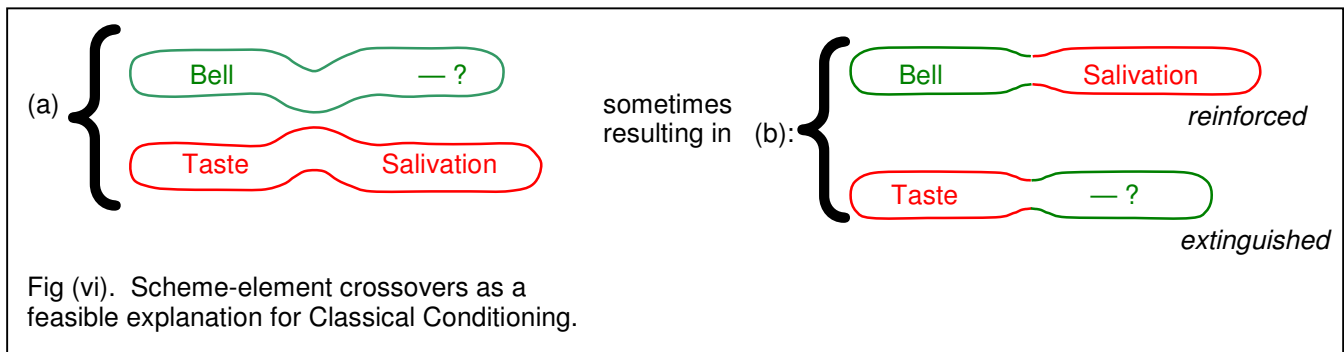 (a)
Bell — ?
Taste Salivation
sometimes
resulting in (b):
Bell Salivation
reinforced
Taste — ?
extinguished
Fig (vi). Scheme-element crossovers as a
feasible explanation for Classical Conditioning.